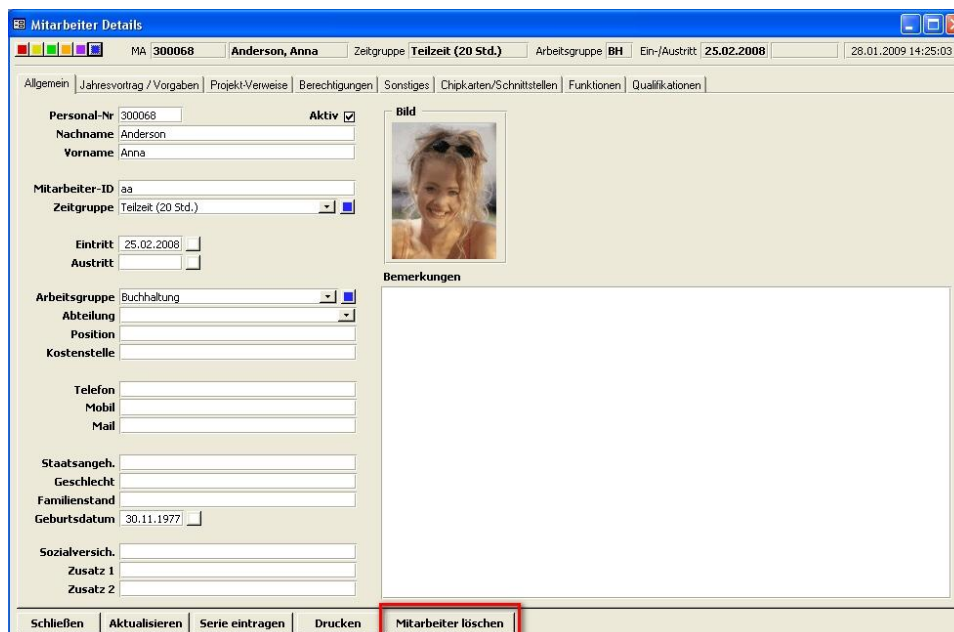 Mitarbeiter Details
MA 300068 Anderson, Anna Zeitgruppe Teilzeit (20 Std.) Arbeitsgruppe BH Ein-/Austritt 25.02.2008 28.01.2009 14:25:03
Allgemein Jahresvortrag / Vorgaben Projekt-Verweise Berechtigungen Sonstiges Chipkarten/Schnittstellen Funktionen Qualifikationen
Personal-Nr 300068 Aktiv
Nachname Anderson
Vorname Anna
Mitarbeiter-ID aa
Zeitgruppe Teilzeit (20 Std.)
Eintritt 25.02.2008
Austritt
Arbeitsgruppe Buchhaltung
Abteilung
Position
Kostenstelle
Telefon
Mobil
Mail
Staatsangeh.
Geschlecht
Familienstand
Geburtsdatum 30.11.1977
Sozialversich.
Zusatz 1
Zusatz 2
Bild
Bemerkungen
Schließen Aktualisieren Serie eintragen Drucken Mitarbeiter löschen